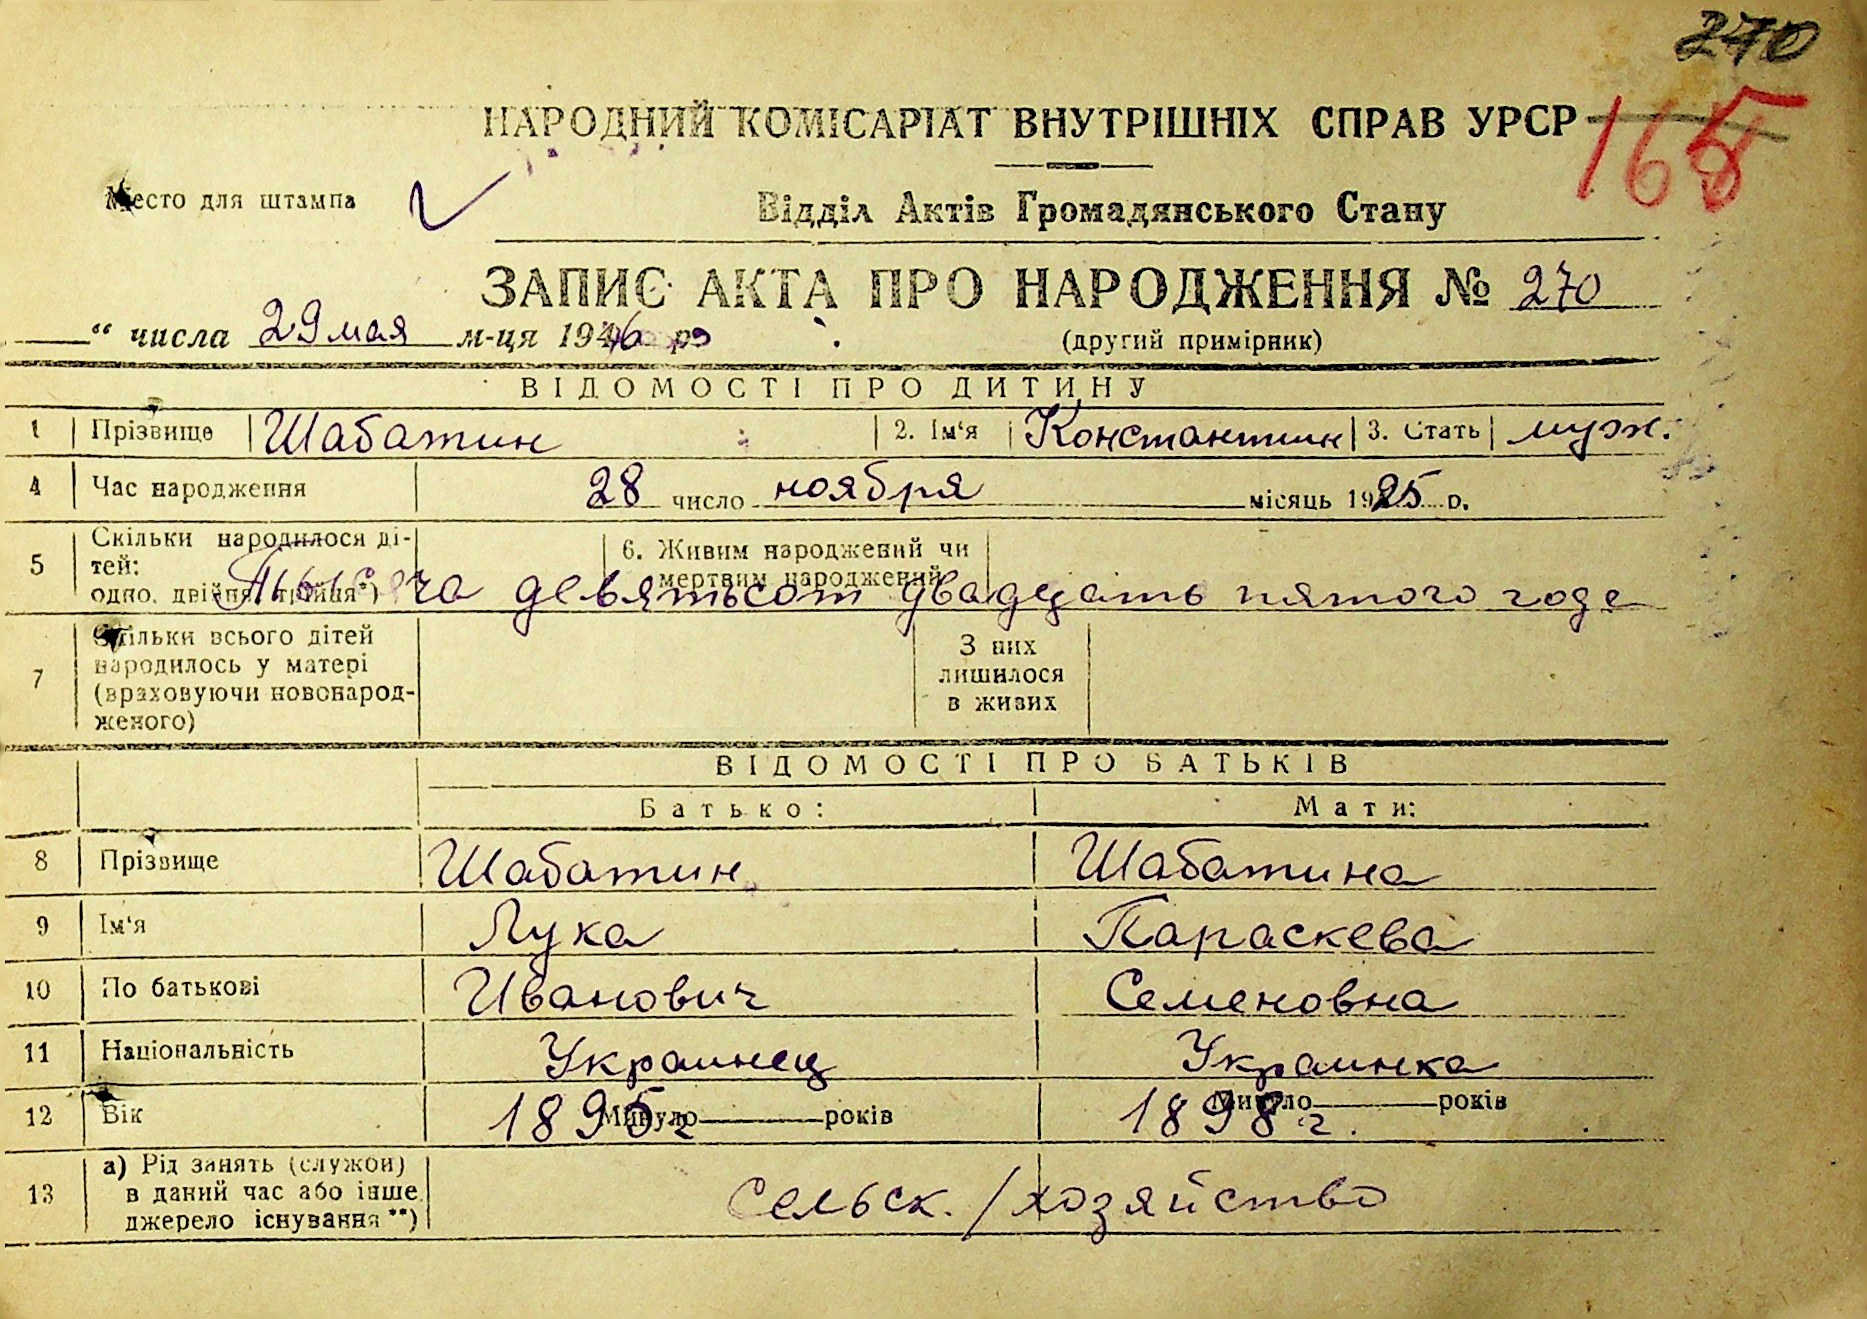 270
НАРОДНИЙ КОМІСАРІАТ ВНУТРІШНІХ СПРАВ УРСР
165
Место для штампа
Відділ Актів Громадянського Стану
ЗАПИС АКТА ПРО НАРОДЖЕННЯ № 270
“ числа 29 мая м-ця 1946 р
(другий примірник)
ВІДОМОСТІ ПРО ДИТИНУ
1 Прізвище Шабатин 2. Ім‘я Константин 3. Стать муж.
4 Час народження 28 число ноября місяць 1925 р.
5 Скільки народилося ді-
тей:
одно, двійня, трійня*)
6. Живим народжений чи
мертвим народжений
Тысяча девятьсот двадцать пятого года
7 Скільки всього дітей
народилось у матері
(враховуючи новонарод-
женого)
З них
лишилося
в живих
ВІДОМОСТІ ПРО БАТЬКІВ
Батько: Мати:
8 Прізвище Шабатин Шабатина
9 Ім‘я Лука Параскева
10 По батькові Иванович Семеновна
11 Національність Украинец Украинка
12 Вік 1895 г Минуло років 1898 г. Минуло років
13 а) Рід занять (служби)
в даний час або інше
джерело існування**)
сельск./хозяйство